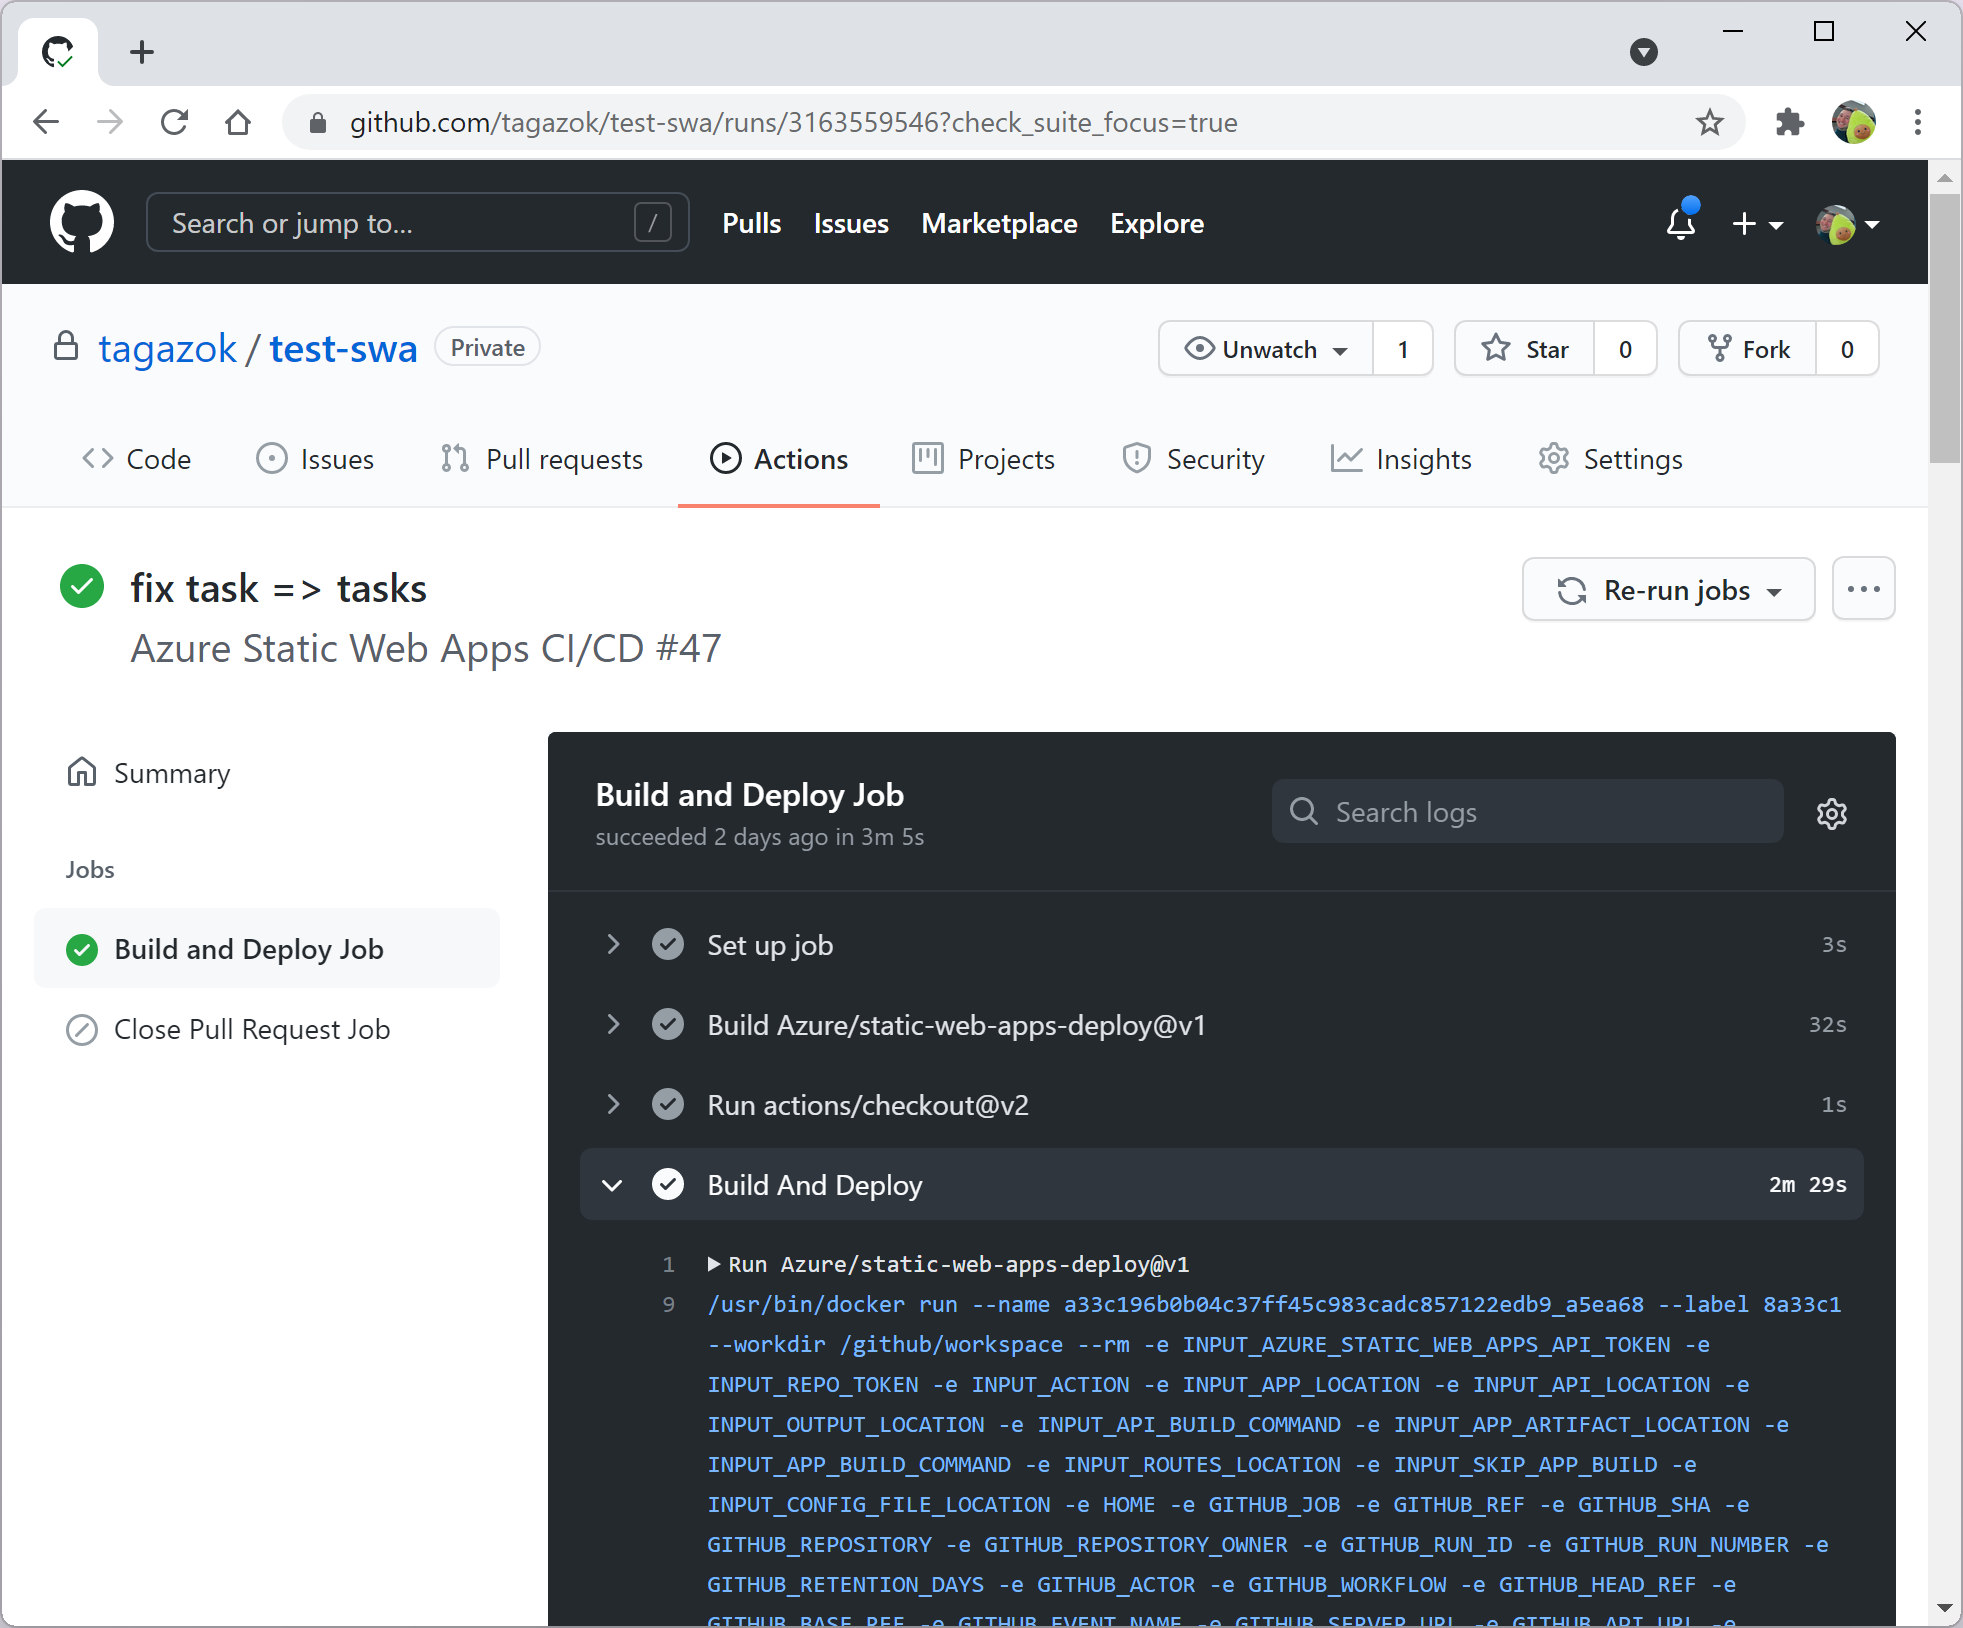 github.com/tagazok/test-swa/runs/3163559546?check_suite_focus=true
Search or jump to... /
Pulls Issues Marketplace Explore
tagazok / test-swa Private
Unwatch 1 Star 0 Fork 0
Code Issues Pull requests Actions Projects Security Insights Settings
fix task => tasks
Re-run jobs
Azure Static Web Apps CI/CD #47
Summary
Jobs
Build and Deploy Job
Close Pull Request Job
Build and Deploy Job
succeeded 2 days ago in 3m 5s
Search logs
Set up job 3s
Build Azure/static-web-apps-deploy@v1 32s
Run actions/checkout@v2 1s
Build And Deploy 2m 29s
1 Run Azure/static-web-apps-deploy@v1
9 /usr/bin/docker run --name a33c196b0b04c37ff45c983cadc857122edb9_a5ea68 --label 8a33c1
--workdir /github/workspace --rm -e INPUT_AZURE_STATIC_WEB_APPS_API_TOKEN -e
INPUT_REPO_TOKEN -e INPUT_ACTION -e INPUT_APP_LOCATION -e INPUT_API_LOCATION -e
INPUT_OUTPUT_LOCATION -e INPUT_API_BUILD_COMMAND -e INPUT_APP_ARTIFACT_LOCATION -e
INPUT_APP_BUILD_COMMAND -e INPUT_ROUTES_LOCATION -e INPUT_SKIP_APP_BUILD -e
INPUT_CONFIG_FILE_LOCATION -e HOME -e GITHUB_JOB -e GITHUB_REF -e GITHUB_SHA -e
GITHUB_REPOSITORY -e GITHUB_REPOSITORY_OWNER -e GITHUB_RUN_ID -e GITHUB_RUN_NUMBER -e
GITHUB_RETENTION_DAYS -e GITHUB_ACTOR -e GITHUB_WORKFLOW -e GITHUB_HEAD_REF -e
GITHUB_BASE_REF -e GITHUB_EVENT_NAME -e GITHUB_SERVER_URL -e GITHUB_API_URL -e